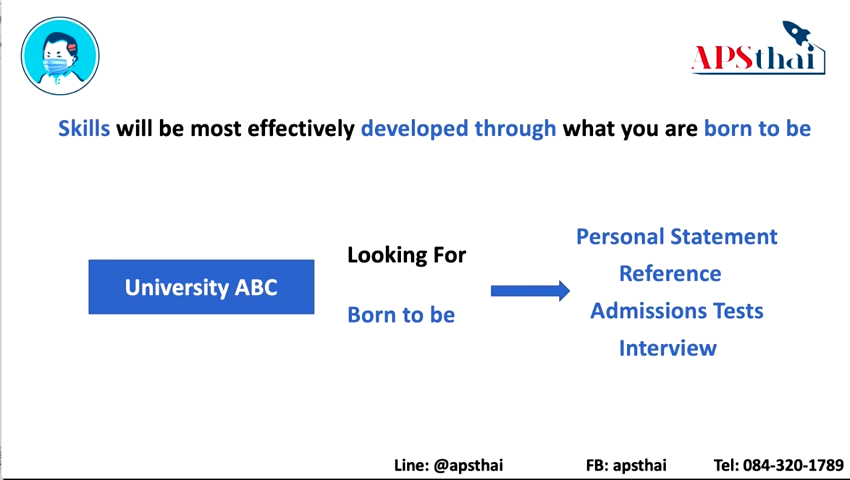 APSthai
Skills will be most effectively developed through what you are born to be
University ABC
Looking For
Born to be
Personal Statement
Reference
Admissions Tests
Interview
Line: @apsthai FB: apsthai Tel: 084-320-1789